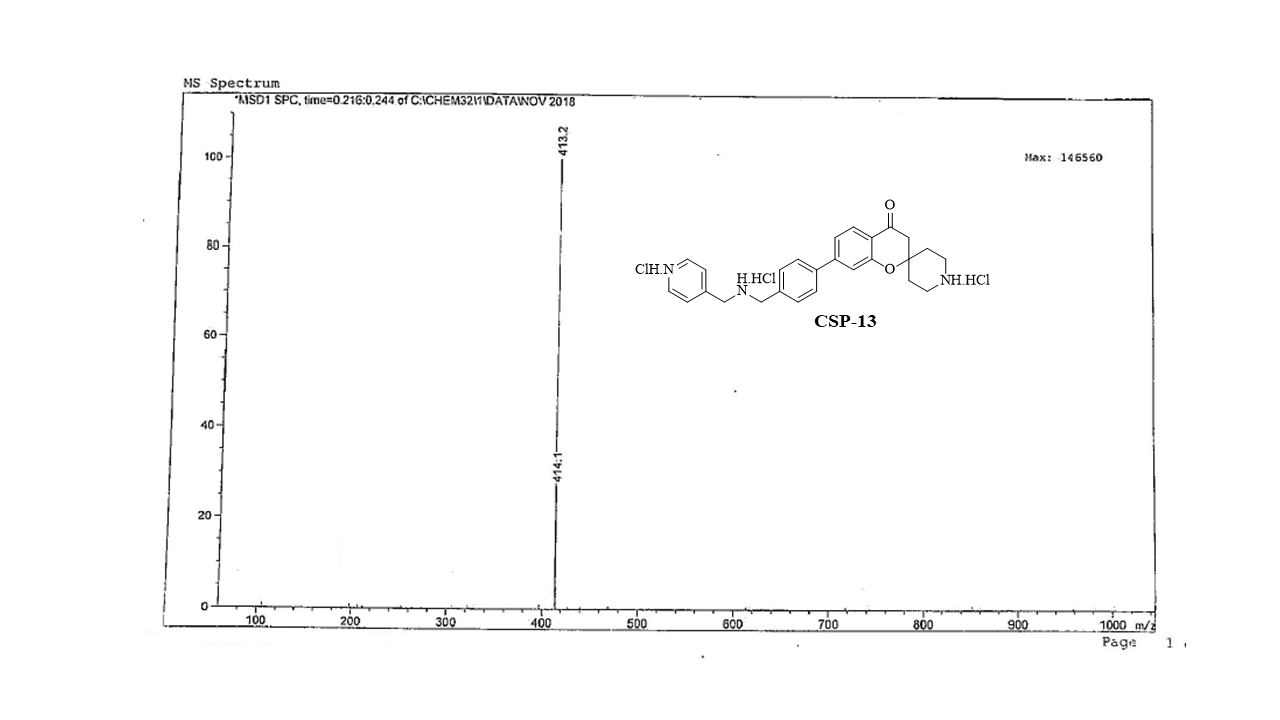 MS Spectrum
*MSD1 SPC, time=0.216:0.244 of C:\CHEM32\1\DATA\NOV 2018
413.2
Max: 146560
100
80
60
40
20
0
414.1
O
O
ClH.N
H.HCl
N
NH.HCl
CSP-13
100 200 300 400 500 600 700 800 900 1000 m/z
Page 1